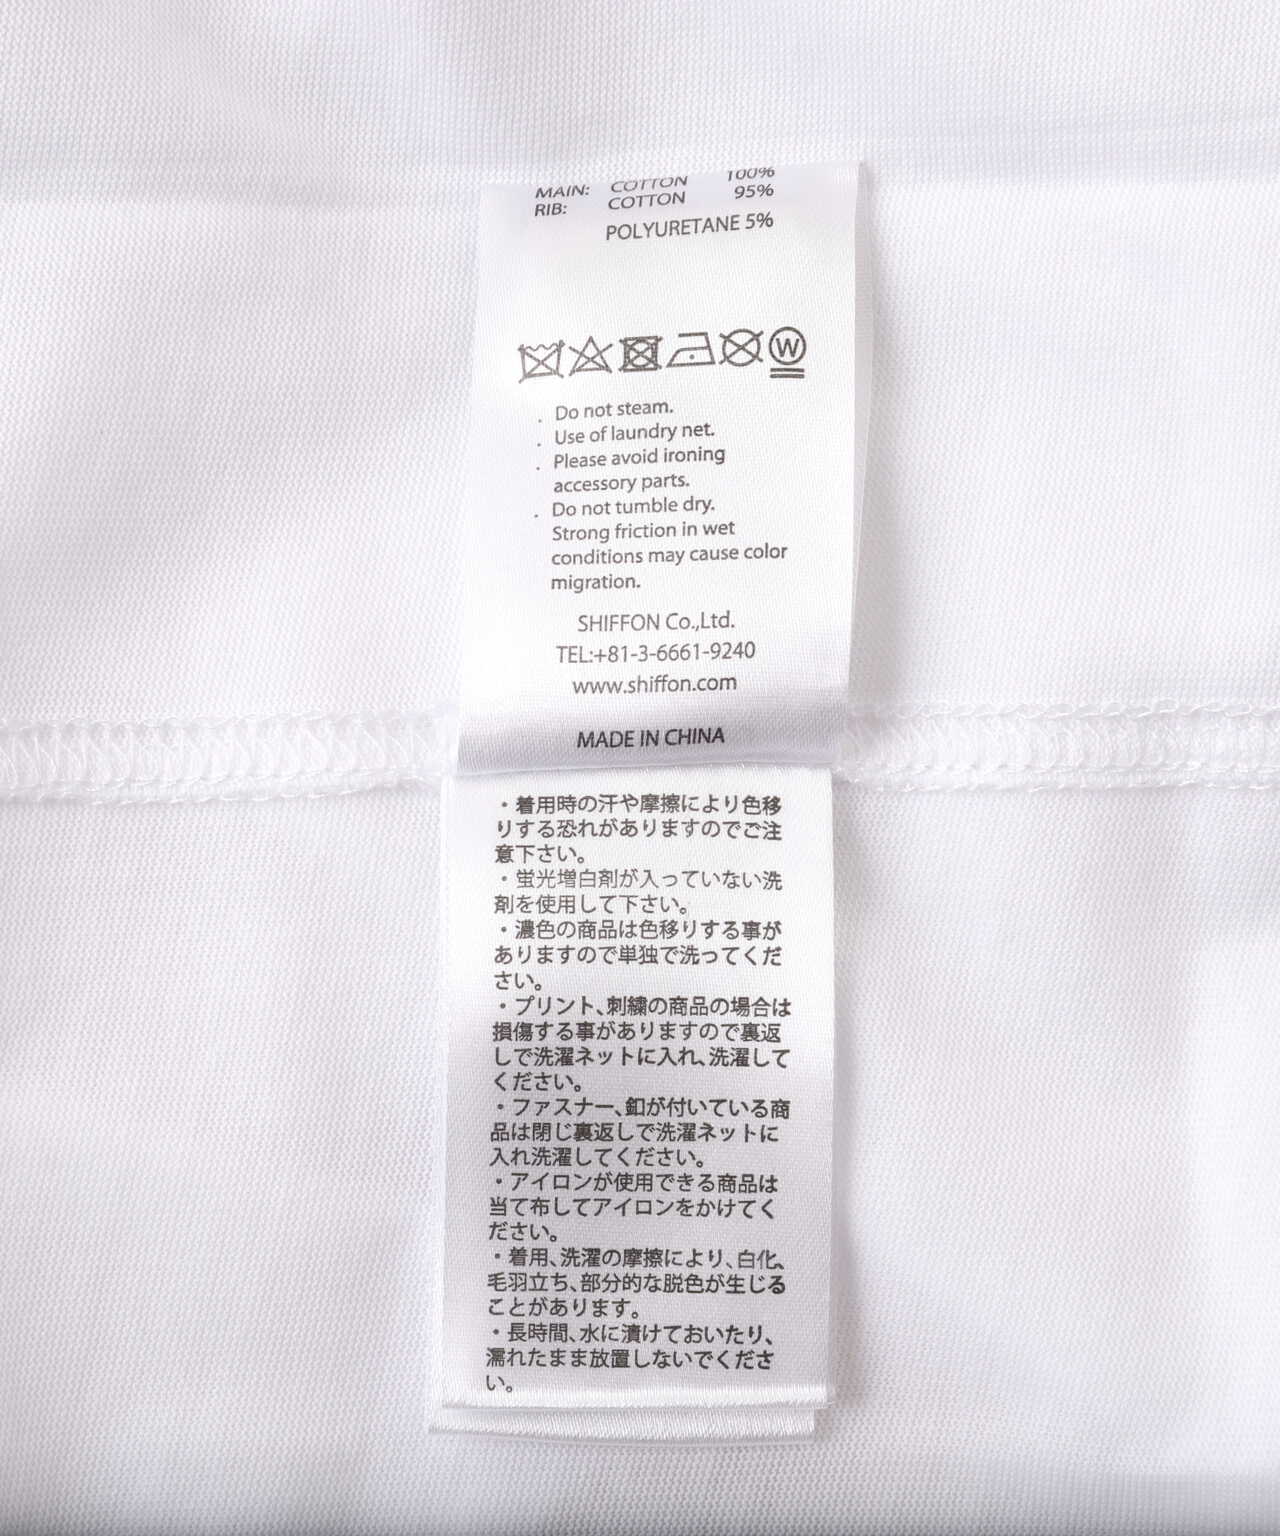 MAIN: COTTON 100%
RIB: COTTON 95%
POLYURETANE 5%
W
. Do not steam.
. Use of laundry net.
. Please avoid ironing
accessory parts.
. Do not tumble dry.
Strong friction in wet
conditions may cause color
migration.
SHIFFON Co.,Ltd.
TEL:+81-3-6661-9240
www.shiffon.com
MADE IN CHINA
・着用時の汗や摩擦により色移
りする恐れがありますのでご注
意下さい。
・蛍光増白剤が入っていない洗
剤を使用して下さい。
・濃色の商品は色移りする事が
ありますので単独で洗ってくだ
さい。
・プリント、刺繍の商品の場合は
損傷する事がありますので裏返
しで洗濯ネットに入れ、洗濯して
ください。
・ファスナー、釦が付いている商
品は閉じ裏返しで洗濯ネットに
入れ洗濯してください。
・アイロンが使用できる商品は
当て布してアイロンをかけてく
ださい。
・着用、洗濯の摩擦により、白化、
毛羽立ち、部分的な脱色が生じる
ことがあります。
・長時間、水に漬けておいたり、
濡れたまま放置しないでくださ
い。